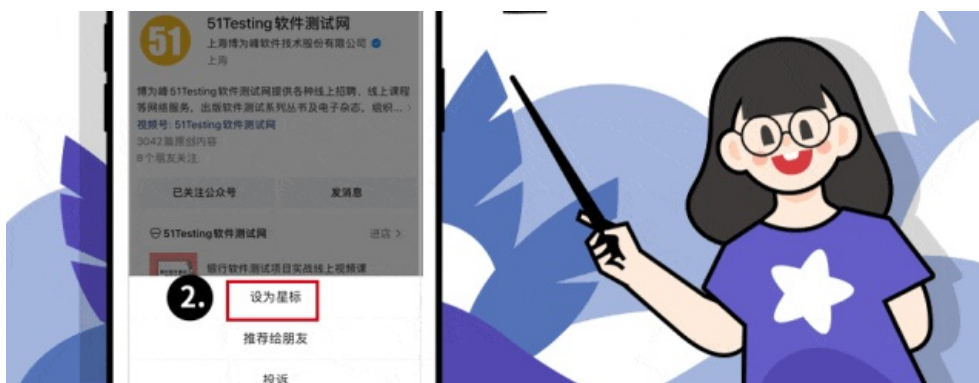 51
51Testing软件测试网
上海博为峰软件技术股份有限公司
上海
博为峰51Testing软件测试网提供各种线上招聘、线上课程
等网络服务，出版软件测试系列丛书及电子杂志、组织...
视频号: 51Testing软件测试网
3042篇原创内容
8个朋友关注
已关注公众号 发消息
51Testing软件测试网 进店
银行软件测试项目实战线上视频课
2. 设为星标
推荐给朋友
投诉